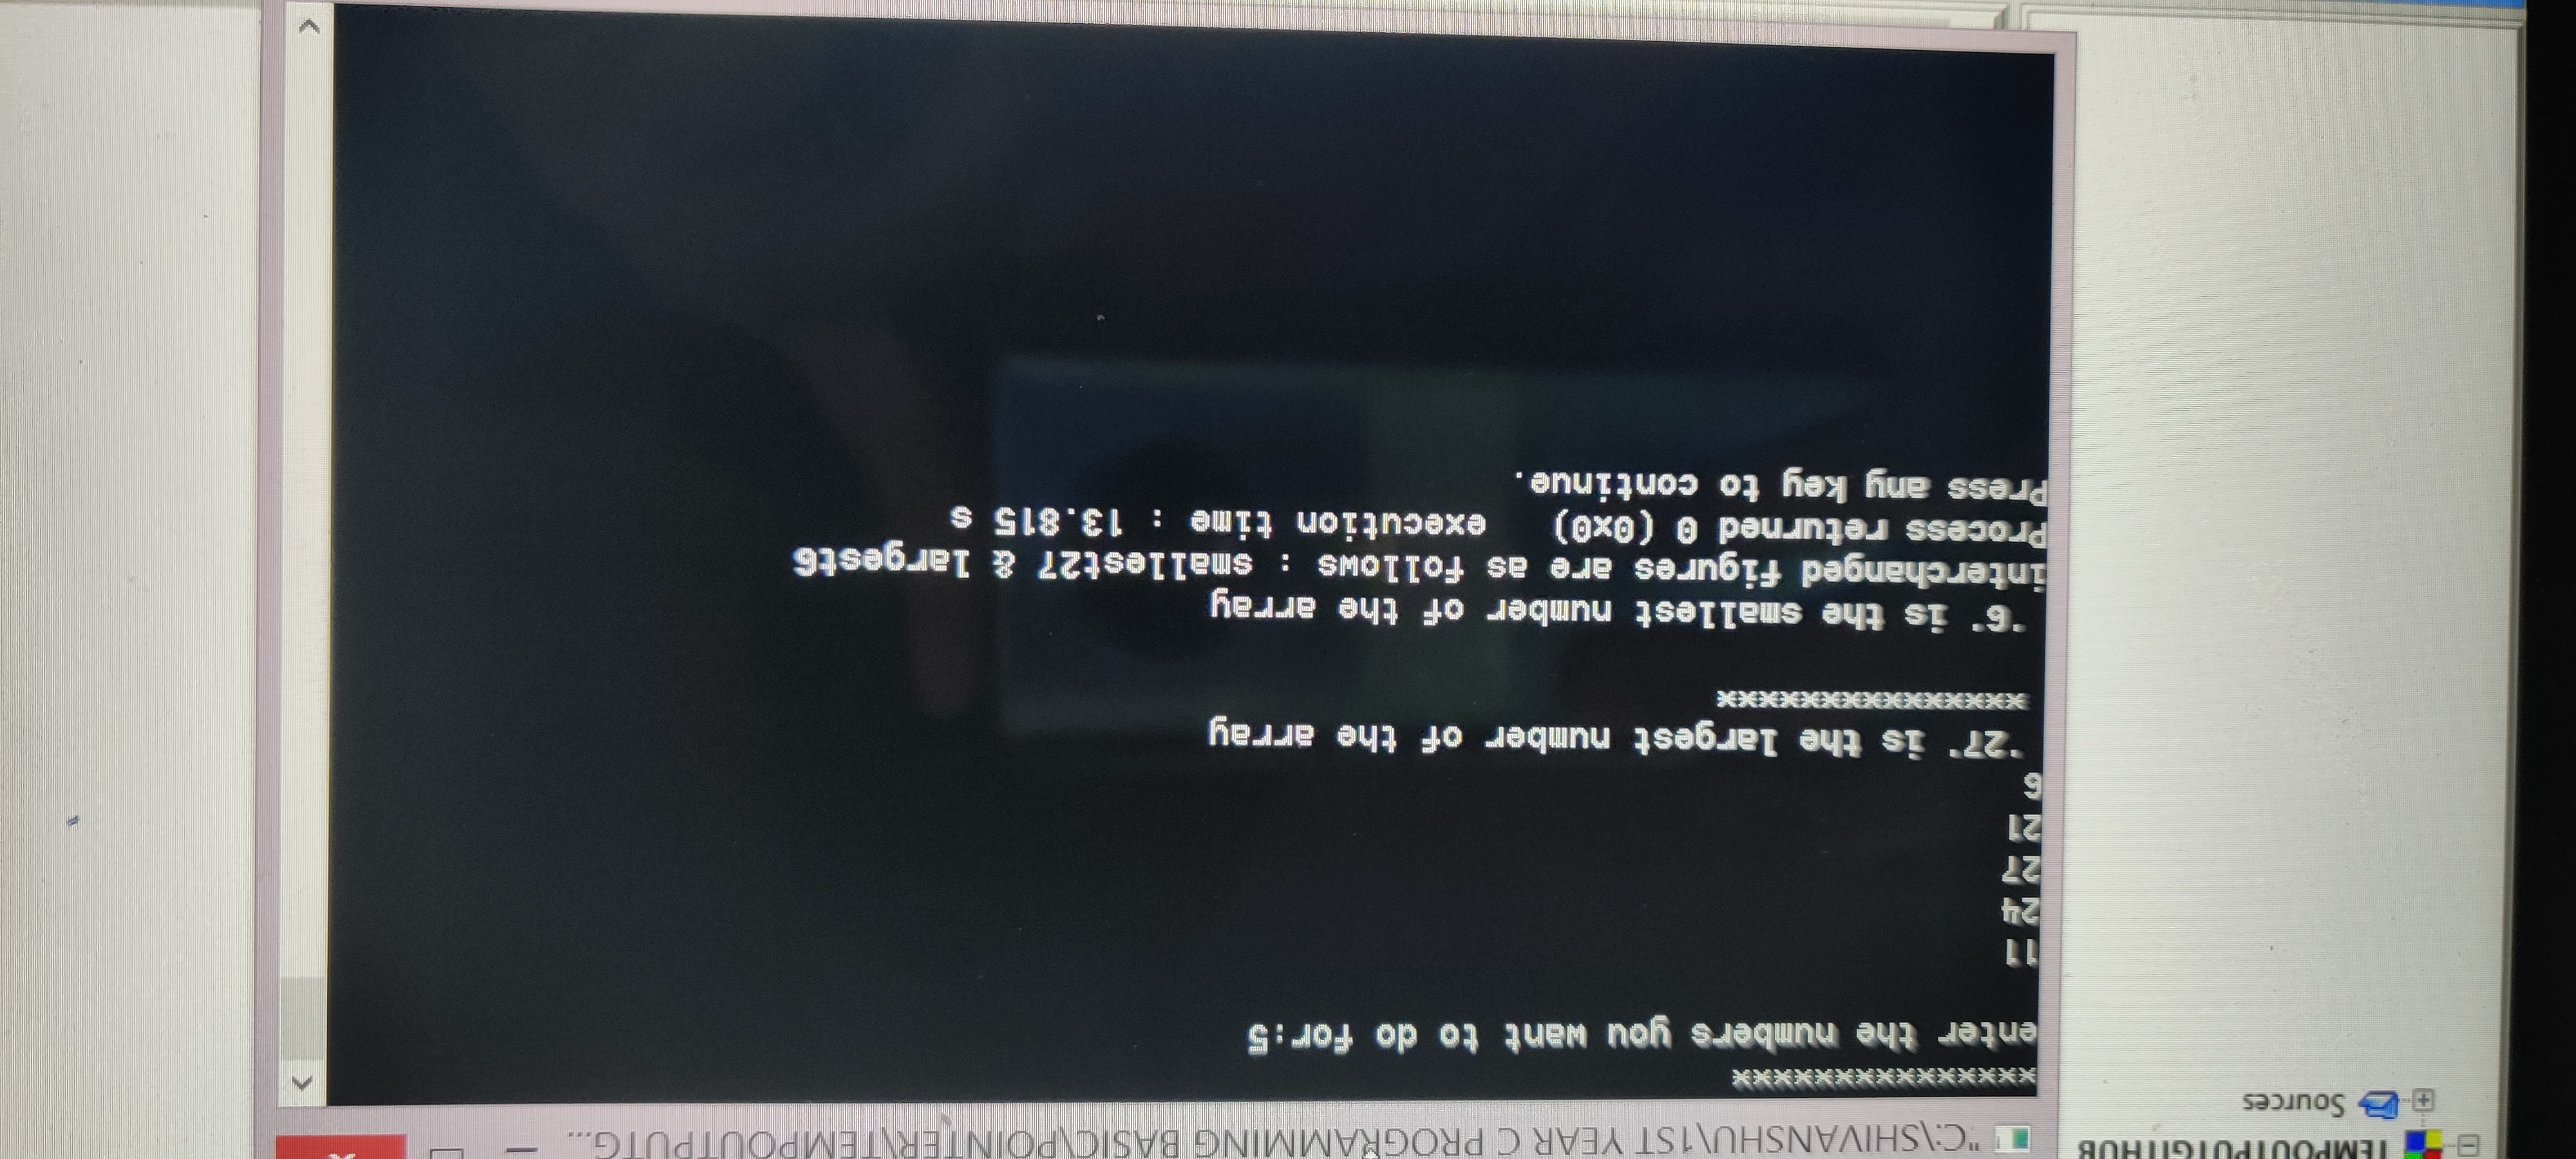 TEMPOUTPUTGITHUB
Sources
"C:\SHIVANSHU\1ST YEAR C PROGRAMMING BASIC\POINTER\TEMPOUTPUTG...
***************
enter the numbers you want to do for:5
11
24
27
21
6
"27" is the largest number of the array
***************
"6" is the smallest number of the array
interchanged figures are as follows : smallest27 & largest6
Process returned 0 (0x0)   execution time : 13.815 s
Press any key to continue.